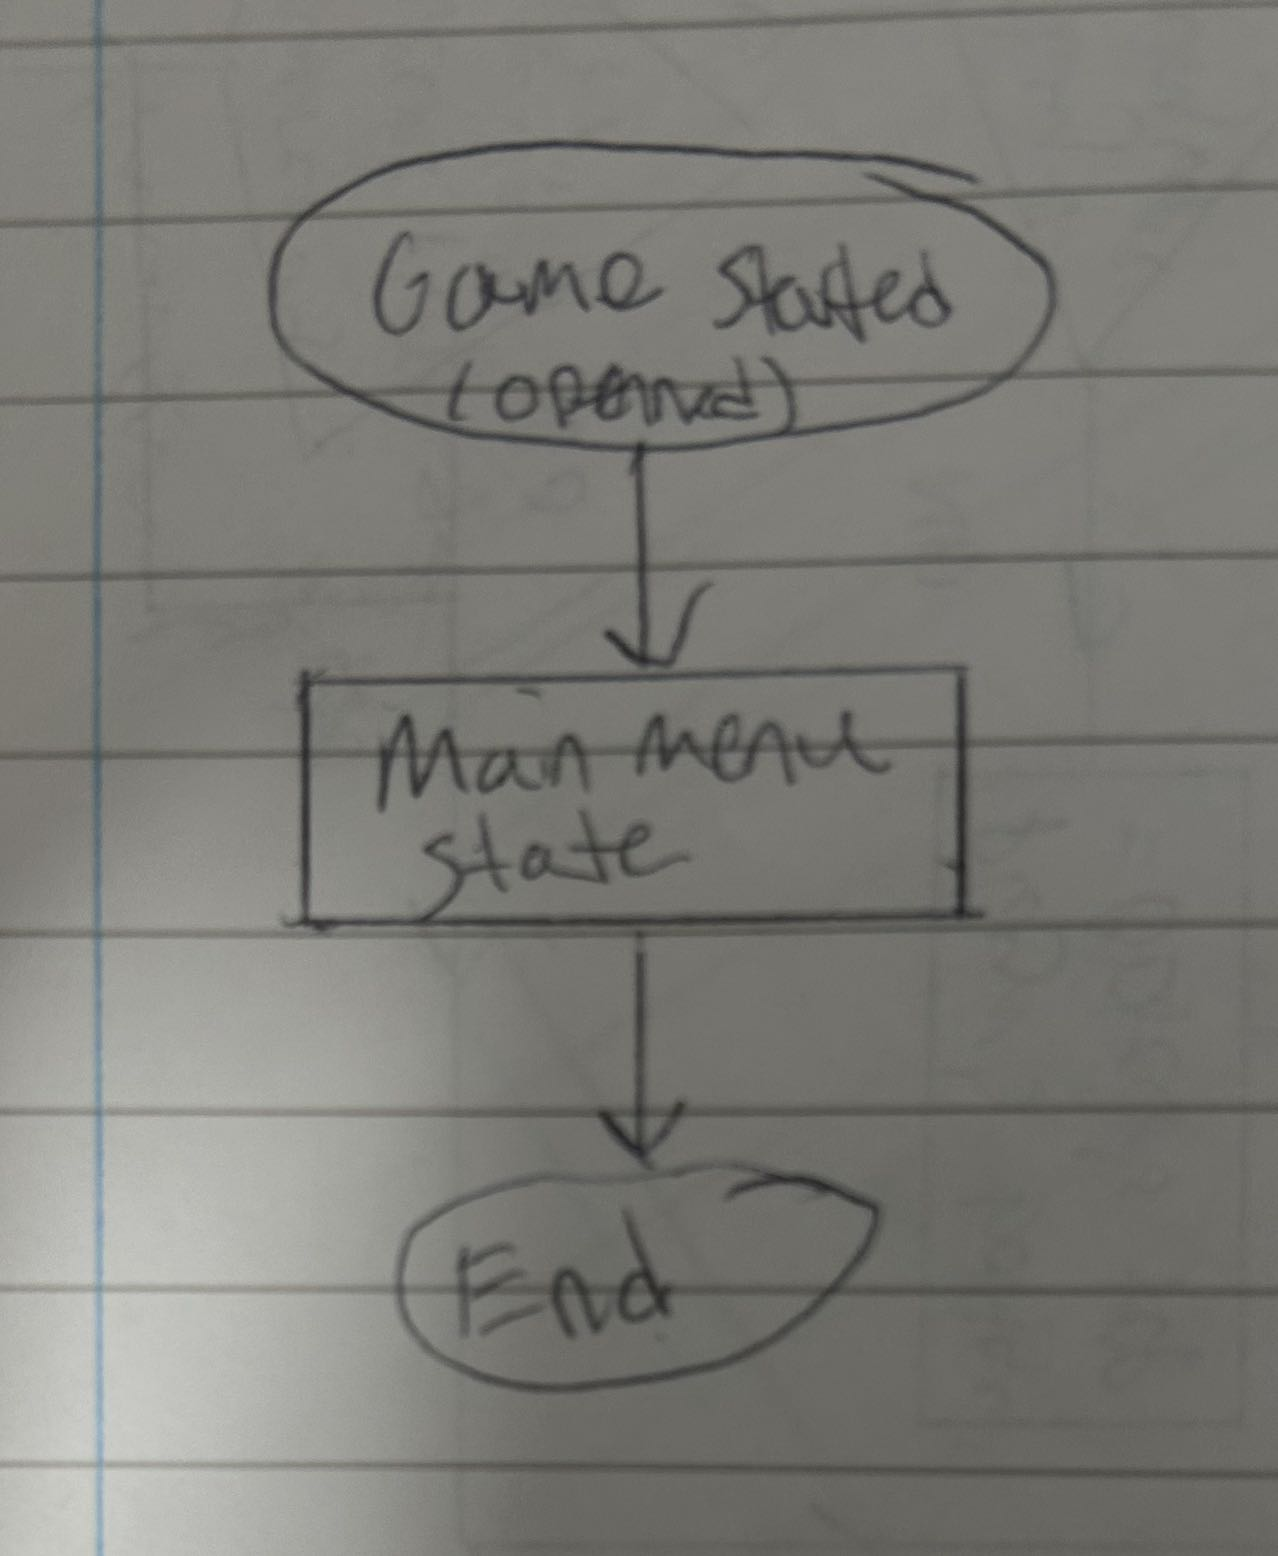 Game started
(opened)
Main menu
state
End